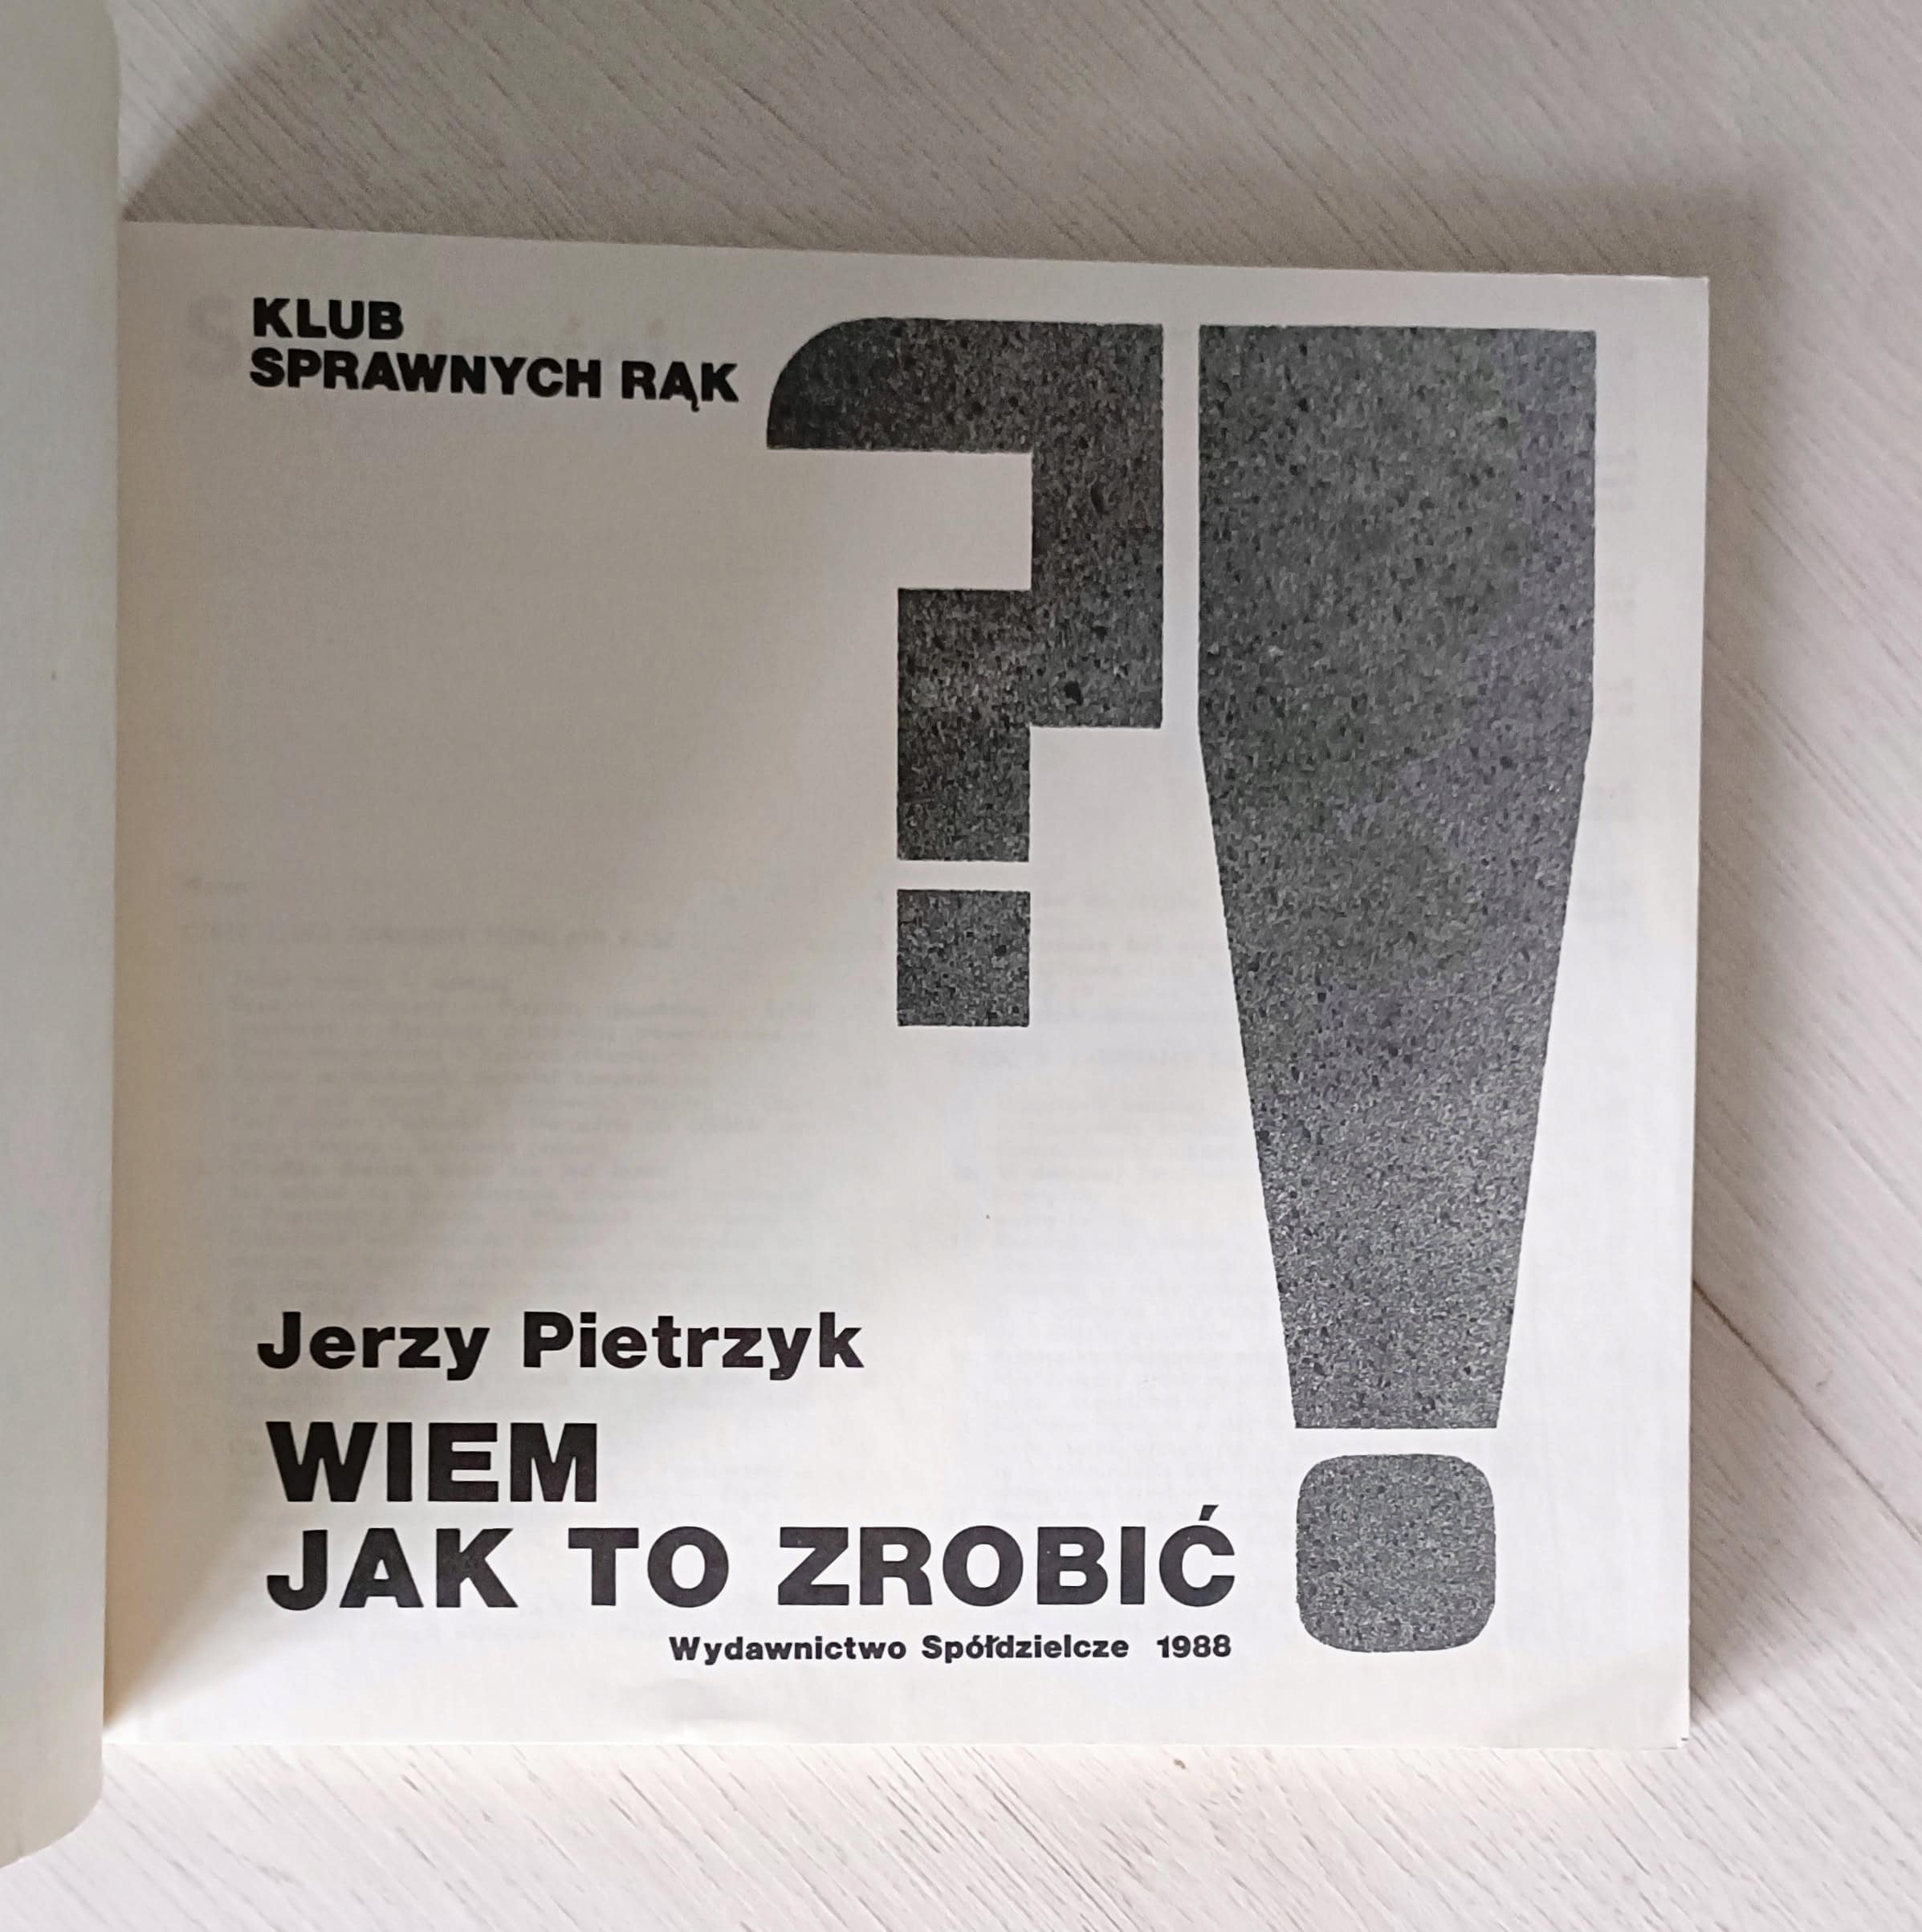 KLUB
SPRAWNYCH RĄK
?!
Jerzy Pietrzyk
WIEM
JAK TO ZROBIĆ
Wydawnictwo Spółdzielcze 1988